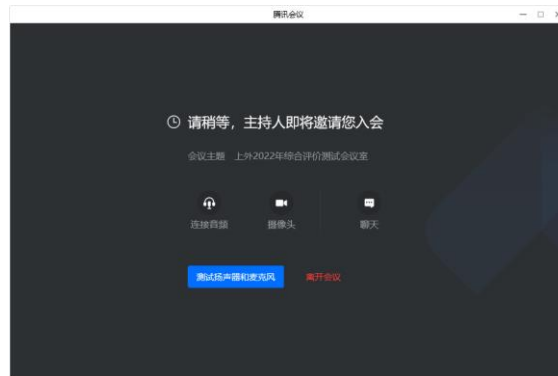 腾讯会议
请稍等，主持人即将邀请您入会
会议主题 上外2022年综合评价测试会议室
连接音频 摄像头 聊天
测试扬声器和麦克风 离开会议